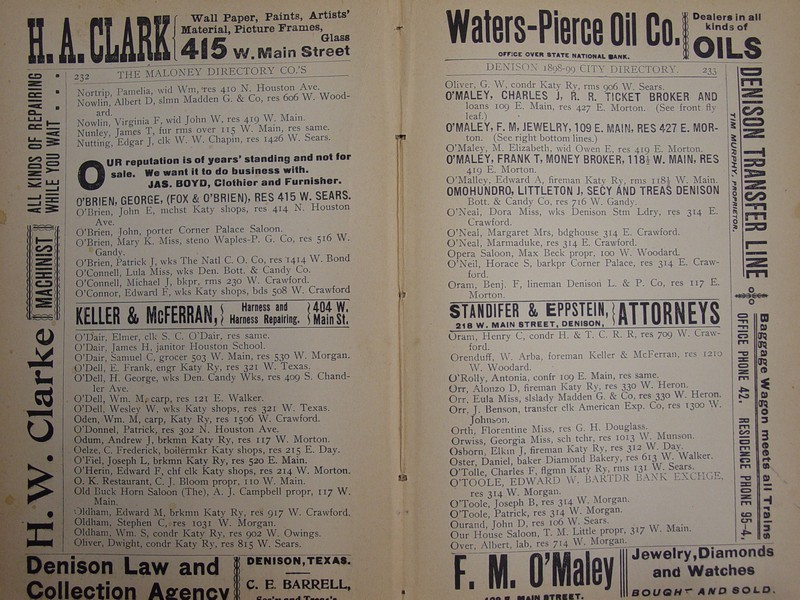 H. A. CLARK
Wall Paper, Paints, Artists'
Material, Picture Frames,
Glass
415 W. Main Street
ALL KINDS OF REPAIRING
WHILE YOU WAIT
MACHINIST
H. W. Clarke
232 THE MALONEY DIRECTORY CO.'S
Nortrip, Pamelia, wid Wm, res 410 N. Houston Ave.
Nowlin, Albert D, slmn Madden G. & Co, res 606 W. Wood-
ard.
Nowlin, Virginia F, wid John W, res 419 W. Main.
Nunley, James T, fur rms over 115 W. Main, res same.
Nutting, Edgar J, clk W. W. Chapin, res 1426 W. Sears.
OUR reputation is of years' standing and not for
sale. We want it to do business with.
JAS. BOYD, Clothier and Furnisher.
O'BRIEN, GEORGE, (FOX & O'BRIEN), RES 415 W. SEARS.
O'Brien, John E, mchst Katy shops, res 414 N. Houston
Ave.
O'Brien, John, porter Corner Palace Saloon.
O'Brien, Mary K. Miss, steno Waples-P. G. Co, res 516 W.
Gandy.
O'Brien, Patrick J, wks The Natl C. O. Co, res 1414 W. Bond
O'Connell, Lula Miss, wks Den. Bott. & Candy Co.
O'Connell, Michael J, bkpr, rms 230 W. Crawford.
O'Connor, Edward F, wks Katy shops, bds 508 W. Crawford
KELLER & McFERRAN, Harness and
Harness Repairing. 404 W.
Main St.
O'Dair, Elmer, clk S. C. O'Dair, res same.
O'Dair, James H, janitor Houston School.
O'Dair, Samuel C, grocer 503 W. Main, res 530 W. Morgan.
O'Dell, E. Frank, engr Katy Ry, res 321 W. Texas.
O'Dell, H. George, wks Den. Candy Wks, res 409 S. Chand-
ler Ave.
O'Dell, Wm. M, carp, res 121 E. Walker.
O'Dell, Wesley W, wks Katy shops, res 321 W. Texas.
Oden, Wm. M, carp, Katy Ry, res 1506 W. Crawford.
O'Donnel, Patrick, res 302 N. Houston Ave.
Odum, Andrew J, brkmn Katy Ry, res 117 W. Morton.
Oelze, C. Frederick, boilermkr Katy shops, res 215 E. Day.
O'Fiel, Joseph L, brkmn Katy Ry, res 520 E. Main.
O'Herin, Edward F, chf clk Katy shops, res 214 W. Morton.
O. K. Restaurant, C. J. Bloom propr, 110 W. Main.
Old Buck Horn Saloon (The), A. J. Campbell propr, 117 W.
Main.
Oldham, Edward M, brkmn Katy Ry, res 917 W. Crawford.
Oldham, Stephen C, res 1031 W. Morgan.
Oldham, Wm. S, condr Katy Ry, res 902 W. Owings.
Oliver, Dwight, condr Katy Ry, res 815 W. Sears.
Denison Law and
Collection Agency
DENISON, TEXAS.
C. E. BARRELL,
Waters-Pierce Oil Co.
OFFICE OVER STATE NATIONAL BANK.
Dealers in all
kinds of
OILS
DENISON 1898-99 CITY DIRECTORY. 233
Oliver, G. W, condr Katy Ry, rms 906 W. Sears.
O'MALEY, CHARLES J, R. R. TICKET BROKER AND
loans 109 E. Main, res 427 E. Morton. (See front fly
leaf.)
O'MALEY, F. M, JEWELRY, 109 E. MAIN, RES 427 E. MOR-
ton. (See right bottom lines.)
O'Maley, M. Elizabeth, wid Owen E, res 419 E. Morton.
O'MALEY, FRANK T, MONEY BROKER, 118½ W. MAIN, RES
419 E. Morton.
O'Malley, Edward A, fireman Katy Ry, rms 118½ W. Main.
OMOHUNDRO, LITTLETON J, SECY AND TREAS DENISON
Bott. & Candy Co, res 716 W. Gandy.
O'Neal, Dora Miss, wks Denison Stm Ldry, res 314 E.
Crawford.
O'Neal, Margaret Mrs, bdghouse 314 E. Crawford.
O'Neal, Marmaduke, res 314 E. Crawford.
Opera Saloon, Max Beck propr, 100 W. Woodard.
O'Neil, Horace S, barkpr Corner Palace, res 314 E. Craw-
ford.
Oram, Benj. F, lineman Denison L. & P. Co, res 117 E.
Morton.
STANDIFER & EPPSTEIN, ATTORNEYS
218 W. MAIN STREET, DENISON,
Oram, Henry C, condr H. & T. C. R. R, res 709 W. Craw-
ford.
Orenduff, W. Arba, foreman Keller & McFerran, res 1210
W. Woodard.
O'Rolly, Antonia, confr 109 E. Main, res same.
Orr, Alonzo D, fireman Katy Ry, res 330 W. Heron.
Orr, Eula Miss, slslady Madden G. & Co, res 330 W. Heron.
Orr, J. Benson, transfer clk American Exp. Co, res 1300 W.
Johnson.
Orth, Florentine Miss, res G. H. Douglass.
Orwiss, Georgia Miss, sch tchr, res 1013 W. Munson.
Osborn, Elkin J, fireman Katy Ry, res 312 W. Day.
Oster, Daniel, baker Diamond Bakery, res 613 W. Walker.
O'Tolle, Charles F, flgmn Katy Ry, rms 131 W. Sears.
O'TOOLE, EDWARD W, BARTDR BANK EXCHGE,
res 314 W. Morgan.
O'Toole, Joseph B, res 314 W. Morgan.
O'Toole, Patrick, res 314 W. Morgan.
Ourand, John D, res 106 W. Sears.
Our House Saloon, T. M. Little propr, 317 W. Main.
Over, Albert, lab, res 714 W. Morgan.
F. M. O'Maley
MAIN STREET.
Jewelry, Diamonds
and Watches
BOUGHT AND SOLD.
DENISON TRANSFER LINE
TIM MURPHY, PROPRIETOR.
Baggage Wagon meets all Trains
OFFICE PHONE 42. RESIDENCE PHONE 95-4.